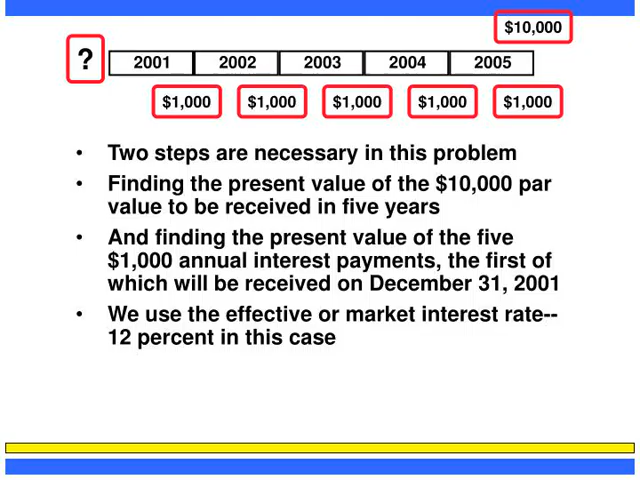 $10,000
? 2001 2002 2003 2004 2005
$1,000 $1,000 $1,000 $1,000 $1,000
• Two steps are necessary in this problem
• Finding the present value of the $10,000 par
value to be received in five years
• And finding the present value of the five
$1,000 annual interest payments, the first of
which will be received on December 31, 2001
• We use the effective or market interest rate--
12 percent in this case